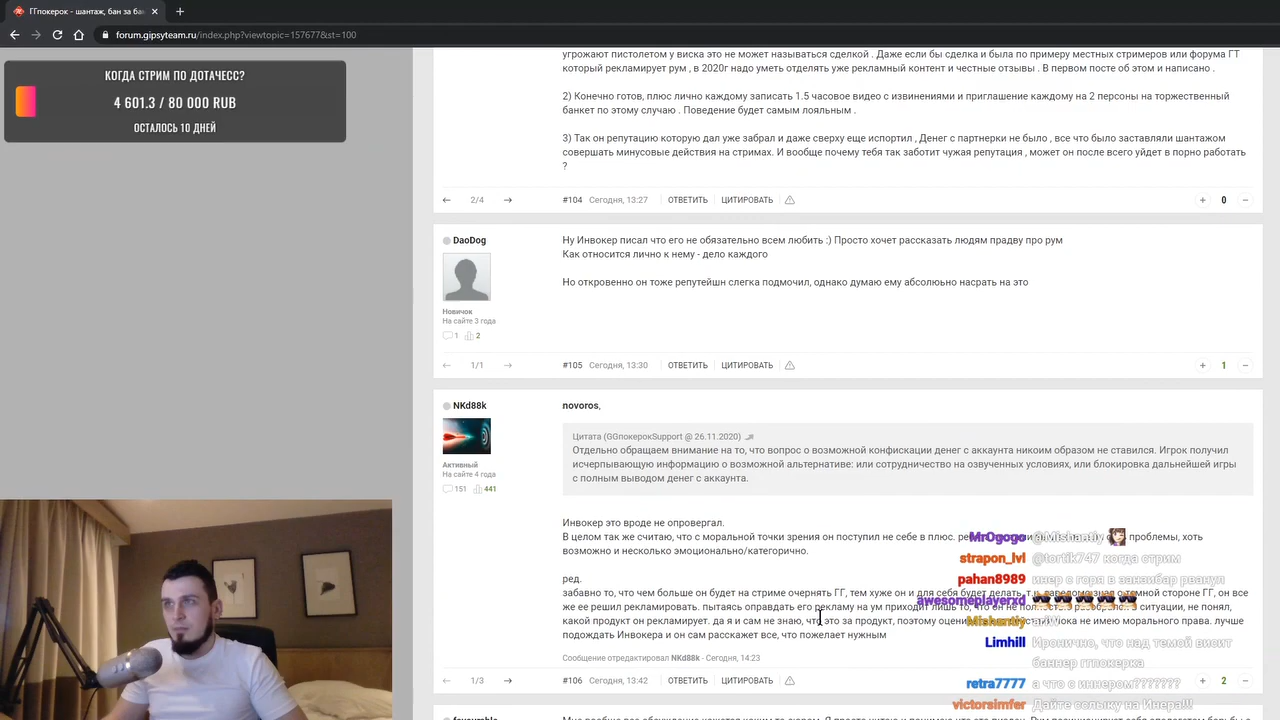 ГГпокерок - шантаж, бан за ба
forum.gipsyteam.ru/index.php?viewtopic=157677&st=100
КОГДА СТРИМ ПО ДОТАЧЕСС?
4 601.3 / 80 000 RUB
ОСТАЛОСЬ 10 ДНЕЙ
угрожают пистолетом у виска это не может называться сделкой . Даже если бы сделка и была по примеру местных стримеров или форума ГТ
который рекламирует рум , в 2020г надо уметь отделять уже рекламный контент и честные отзывы . В первом посте об этом и написано .
2) Конечно готов, плюс лично каждому записать 1.5 часовое видео с извинениями и приглашение каждому на 2 персоны на торжественный
банкет по этому случаю . Поведение будет самым лояльным .
3) Так он репутацию которую дал уже забрал и даже сверху еще испортил , Денег с партнерки не было , все что было заставляли шантажом
совершать минусовые действия на стримах. И вообще почему тебя так заботит чужая репутация , может он после всего уйдет в порно работать
?
2/4 #104 Сегодня, 13:27 ОТВЕТИТЬ ЦИТИРОВАТЬ + 0 −
DaoDog
Ну Инвокер писал что его не обязательно всем любить :) Просто хочет рассказать людям прадву про рум
Как относится лично к нему - дело каждого
Но откровенно он тоже репутейшн слегка подмочил, однако думаю ему абсолюьно насрать на это
Новичок
На сайте 3 года
1 2
1/1 #105 Сегодня, 13:30 ОТВЕТИТЬ ЦИТИРОВАТЬ + 1 −
NKd88k
novoros,
Цитата (GGпокерокSupport @ 26.11.2020)
Отдельно обращаем внимание на то, что вопрос о возможной конфискации денег с аккаунта никоим образом не ставился. Игрок получил
исчерпывающую информацию о возможной альтернативе: или сотрудничество на озвученных условиях, или блокировка дальнейшей игры
с полным выводом денег с аккаунта.
Активный
На сайте 4 года
151 441
Инвокер это вроде не опровергал.
В целом так же считаю, что с моральной точки зрения он поступил не себе в плюс. проблемы, хоть
возможно и несколько эмоционально/категорично.
ред.
забавно то, что чем больше он будет на стриме очернять ГГ, тем хуже он и для себя будет делать, стороне ГГ, он все
же ее решил рекламировать. пытаясь оправдать его рекламу на ум приходит лишь то, что он не ситуации, не понял,
какой продукт он рекламирует. да я и сам не знаю, что это за продукт, поэтому пока не имею морального права. лучше
подождать Инвокера и он сам расскажет все, что пожелает нужным
Сообщение отредактировал NKd88k - Сегодня, 14:23
1/3 #106 Сегодня, 13:42 ОТВЕТИТЬ ЦИТИРОВАТЬ + 2 −
MrOgogo @Mishantiy
strapon_lvl @tortik747 когда стрим
pahan8989 инер с горя в захзибар рванул
awesomeplayerxd
Mishantiy
Limhill Иронично, что над темой висит
баннер ггпокерка
retra7777 а что с иннером???????
victorsimfer Дайте сслыку на Инера!!!